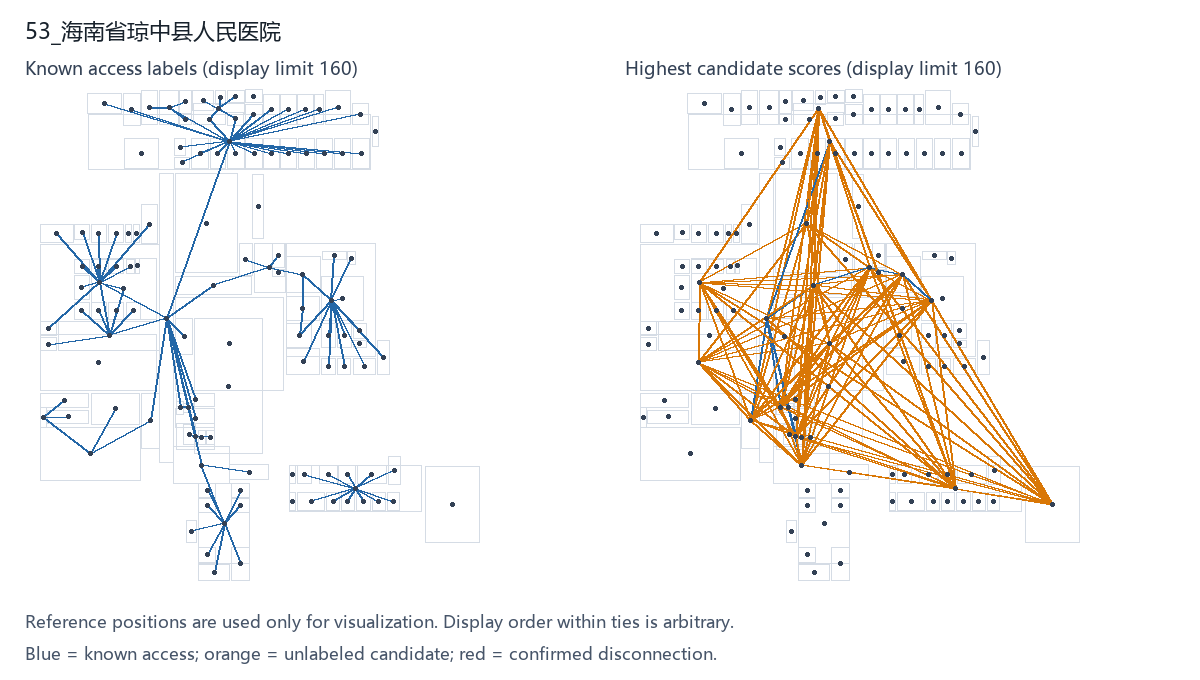 53_海南省琼中县人民医院
Known access labels (display limit 160)
Highest candidate scores (display limit 160)
Reference positions are used only for visualization. Display order within ties is arbitrary.
Blue = known access; orange = unlabeled candidate; red = confirmed disconnection.